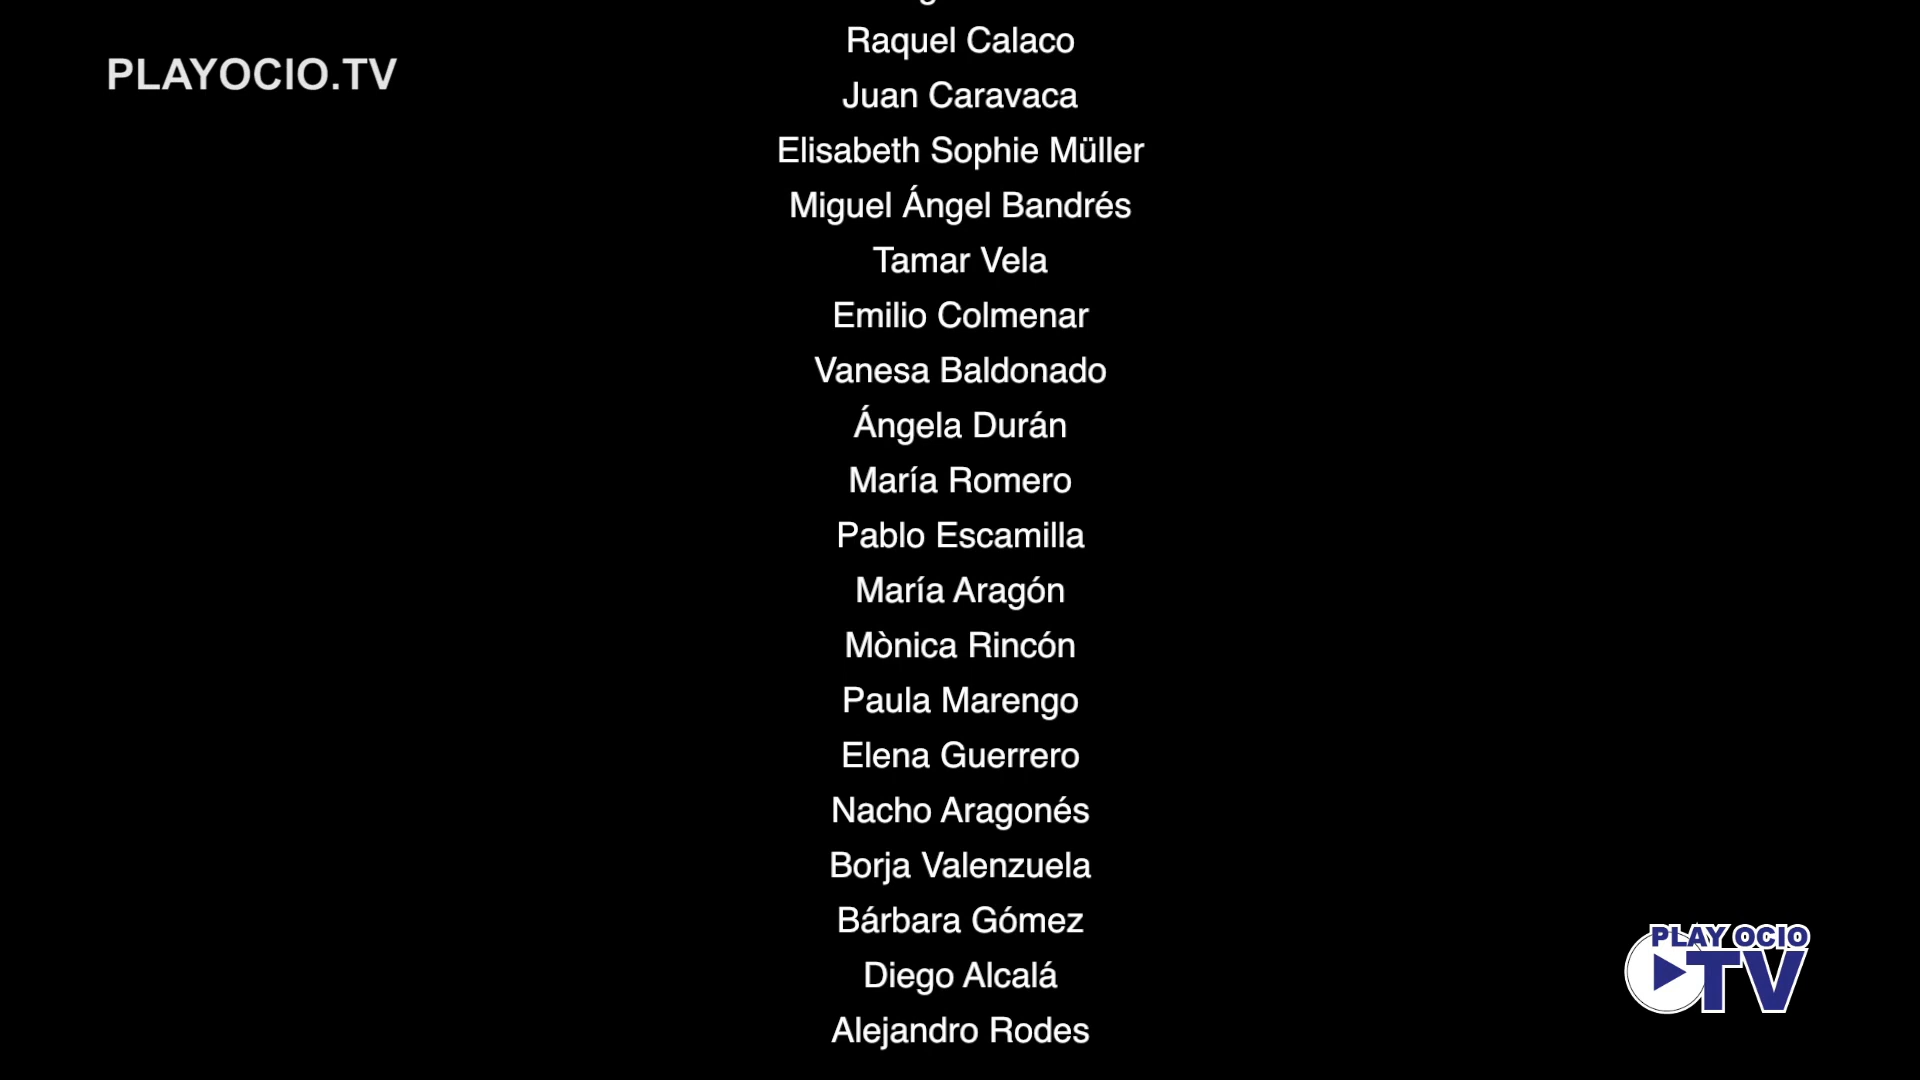 PLAYOCIO.TV
Raquel Calaco
Juan Caravaca
Elisabeth Sophie Müller
Miguel Ángel Bandrés
Tamar Vela
Emilio Colmenar
Vanesa Baldonado
Ángela Durán
María Romero
Pablo Escamilla
María Aragón
Mònica Rincón
Paula Marengo
Elena Guerrero
Nacho Aragonés
Borja Valenzuela
Bárbara Gómez
Diego Alcalá
Alejandro Rodes
PLAY OCIO
TV